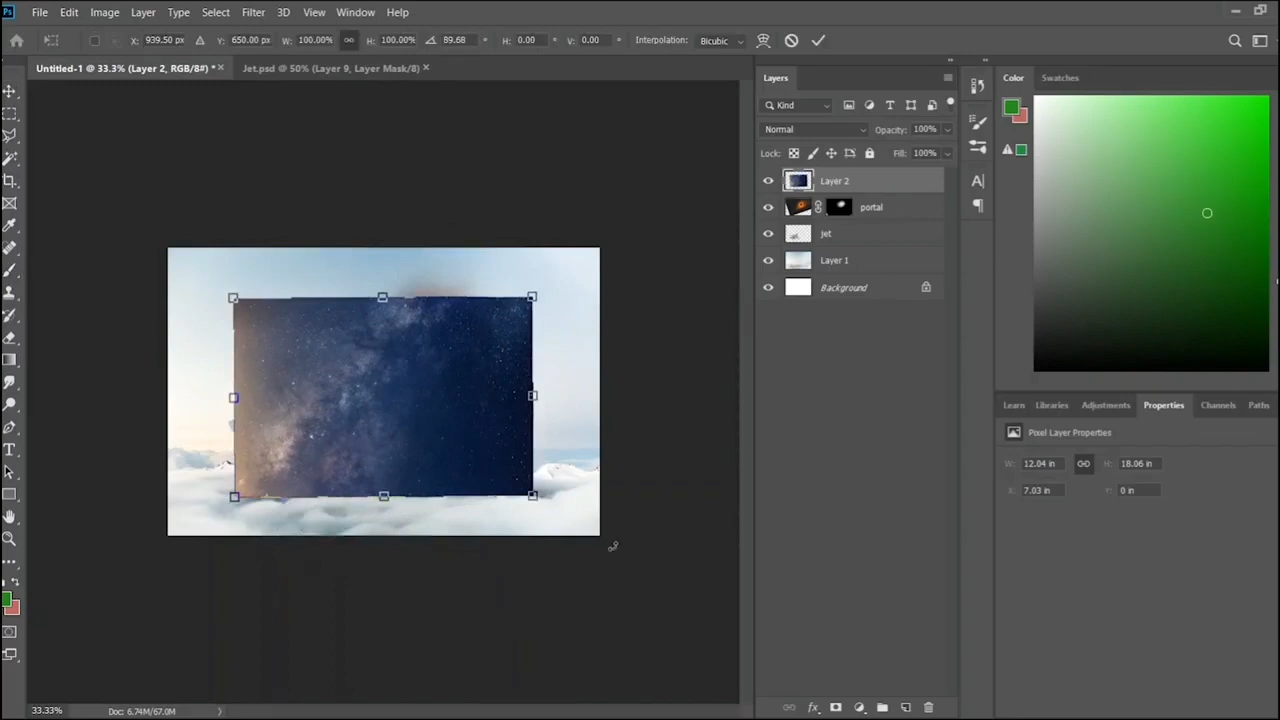 Ps File Edit Image Layer Type Select Filter 3D View Window Help
X: 939.50 px Y: 650.00 px W: 100.00% H: 100.00% 89.68 ° H: 0.00 ° V: 0.00 ° Interpolation: Bicubic
Untitled-1 @ 33.3% (Layer 2, RGB/8#) * × Jet.psd @ 50% (Layer 9, Layer Mask/8) ×
Layers
Color Swatches
Kind
Normal Opacity: 100%
Lock: Fill: 100%
Layer 2
portal
jet
Layer 1
Background
Learn Libraries Adjustments Properties Channels Paths
Pixel Layer Properties
W: 12.04 in H: 18.06 in
X: 7.03 in Y: 0 in
33.33% Doc: 6.74M/67.0M